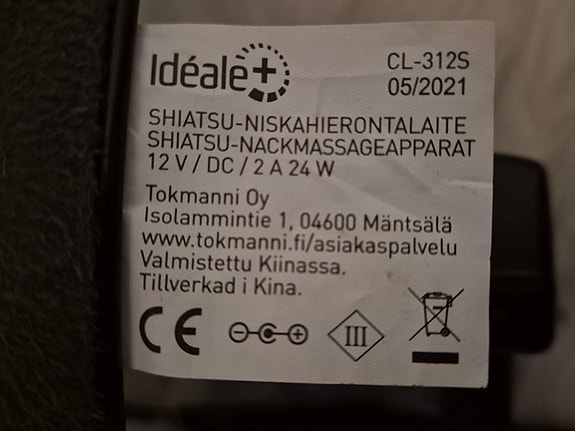 Idéale+
CL-312S
05/2021
SHIATSU-NISKAHIERONTALAITE
SHIATSU-NACKMASSAGEAPPARAT
12 V / DC / 2 A 24 W
Tokmanni Oy
Isolammintie 1, 04600 Mäntsälä
www.tokmanni.fi/asiakaspalvelu
Valmistettu Kiinassa.
Tillverkad i Kina.
CE
III